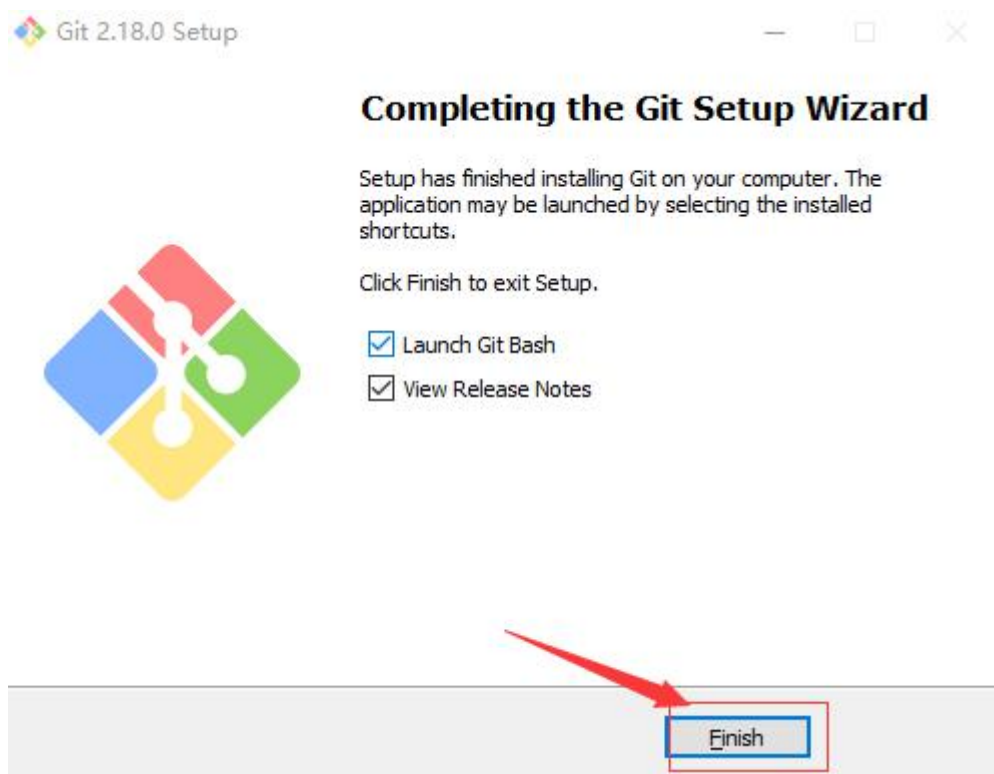 Git 2.18.0 Setup
Completing the Git Setup Wizard
Setup has finished installing Git on your computer. The
application may be launched by selecting the installed
shortcuts.
Click Finish to exit Setup.
Launch Git Bash
View Release Notes
Finish